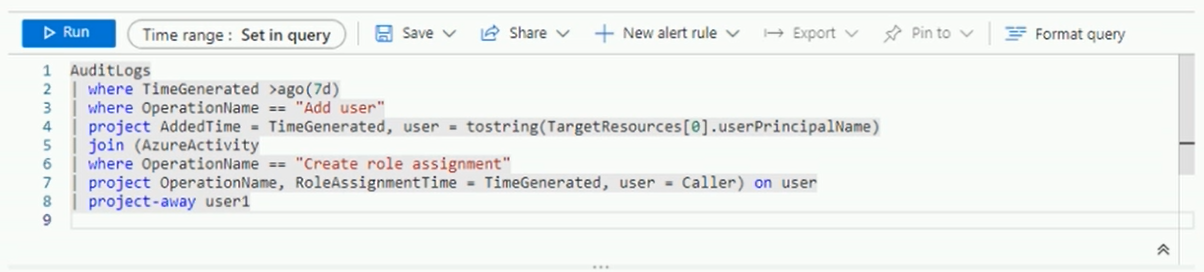 Run Time range : Set in query Save Share New alert rule Export Pin to Format query
1 AuditLogs
2 | where TimeGenerated >ago(7d)
3 | where OperationName == "Add user"
4 | project AddedTime = TimeGenerated, user = tostring(TargetResources[0].userPrincipalName)
5 | join (AzureActivity
6 | where OperationName == "Create role assignment"
7 | project OperationName, RoleAssignmentTime = TimeGenerated, user = Caller) on user
8 | project-away user1
9